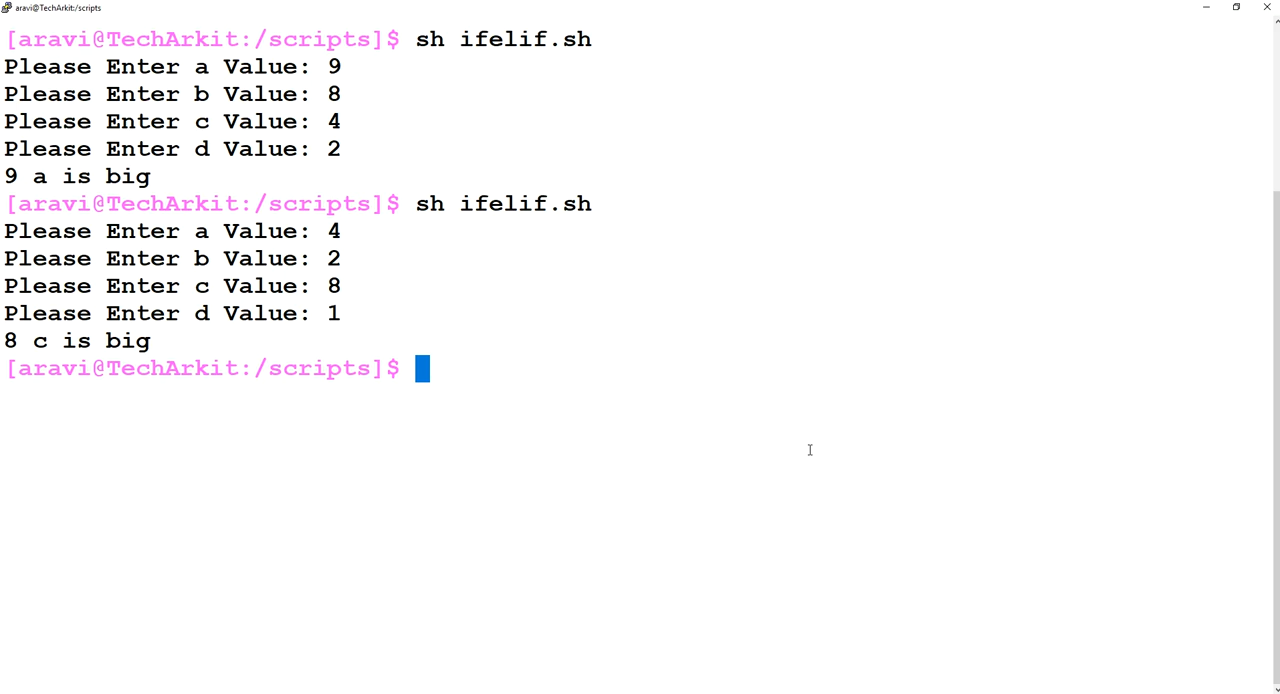 aravi@TechArkit:/scripts
[aravi@TechArkit:/scripts]$ sh ifelif.sh
Please Enter a Value: 9
Please Enter b Value: 8
Please Enter c Value: 4
Please Enter d Value: 2
9 a is big
[aravi@TechArkit:/scripts]$ sh ifelif.sh
Please Enter a Value: 4
Please Enter b Value: 2
Please Enter c Value: 8
Please Enter d Value: 1
8 c is big
[aravi@TechArkit:/scripts]$